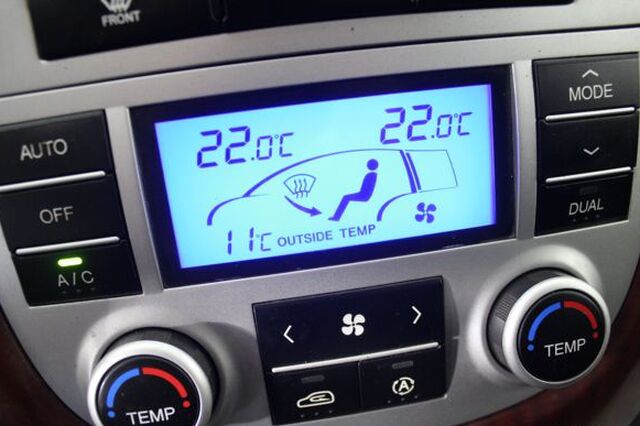 FRONT
22.0°C 22.0°C
11°C OUTSIDE TEMP
AUTO
OFF
A/C
MODE
DUAL
TEMP
TEMP
A